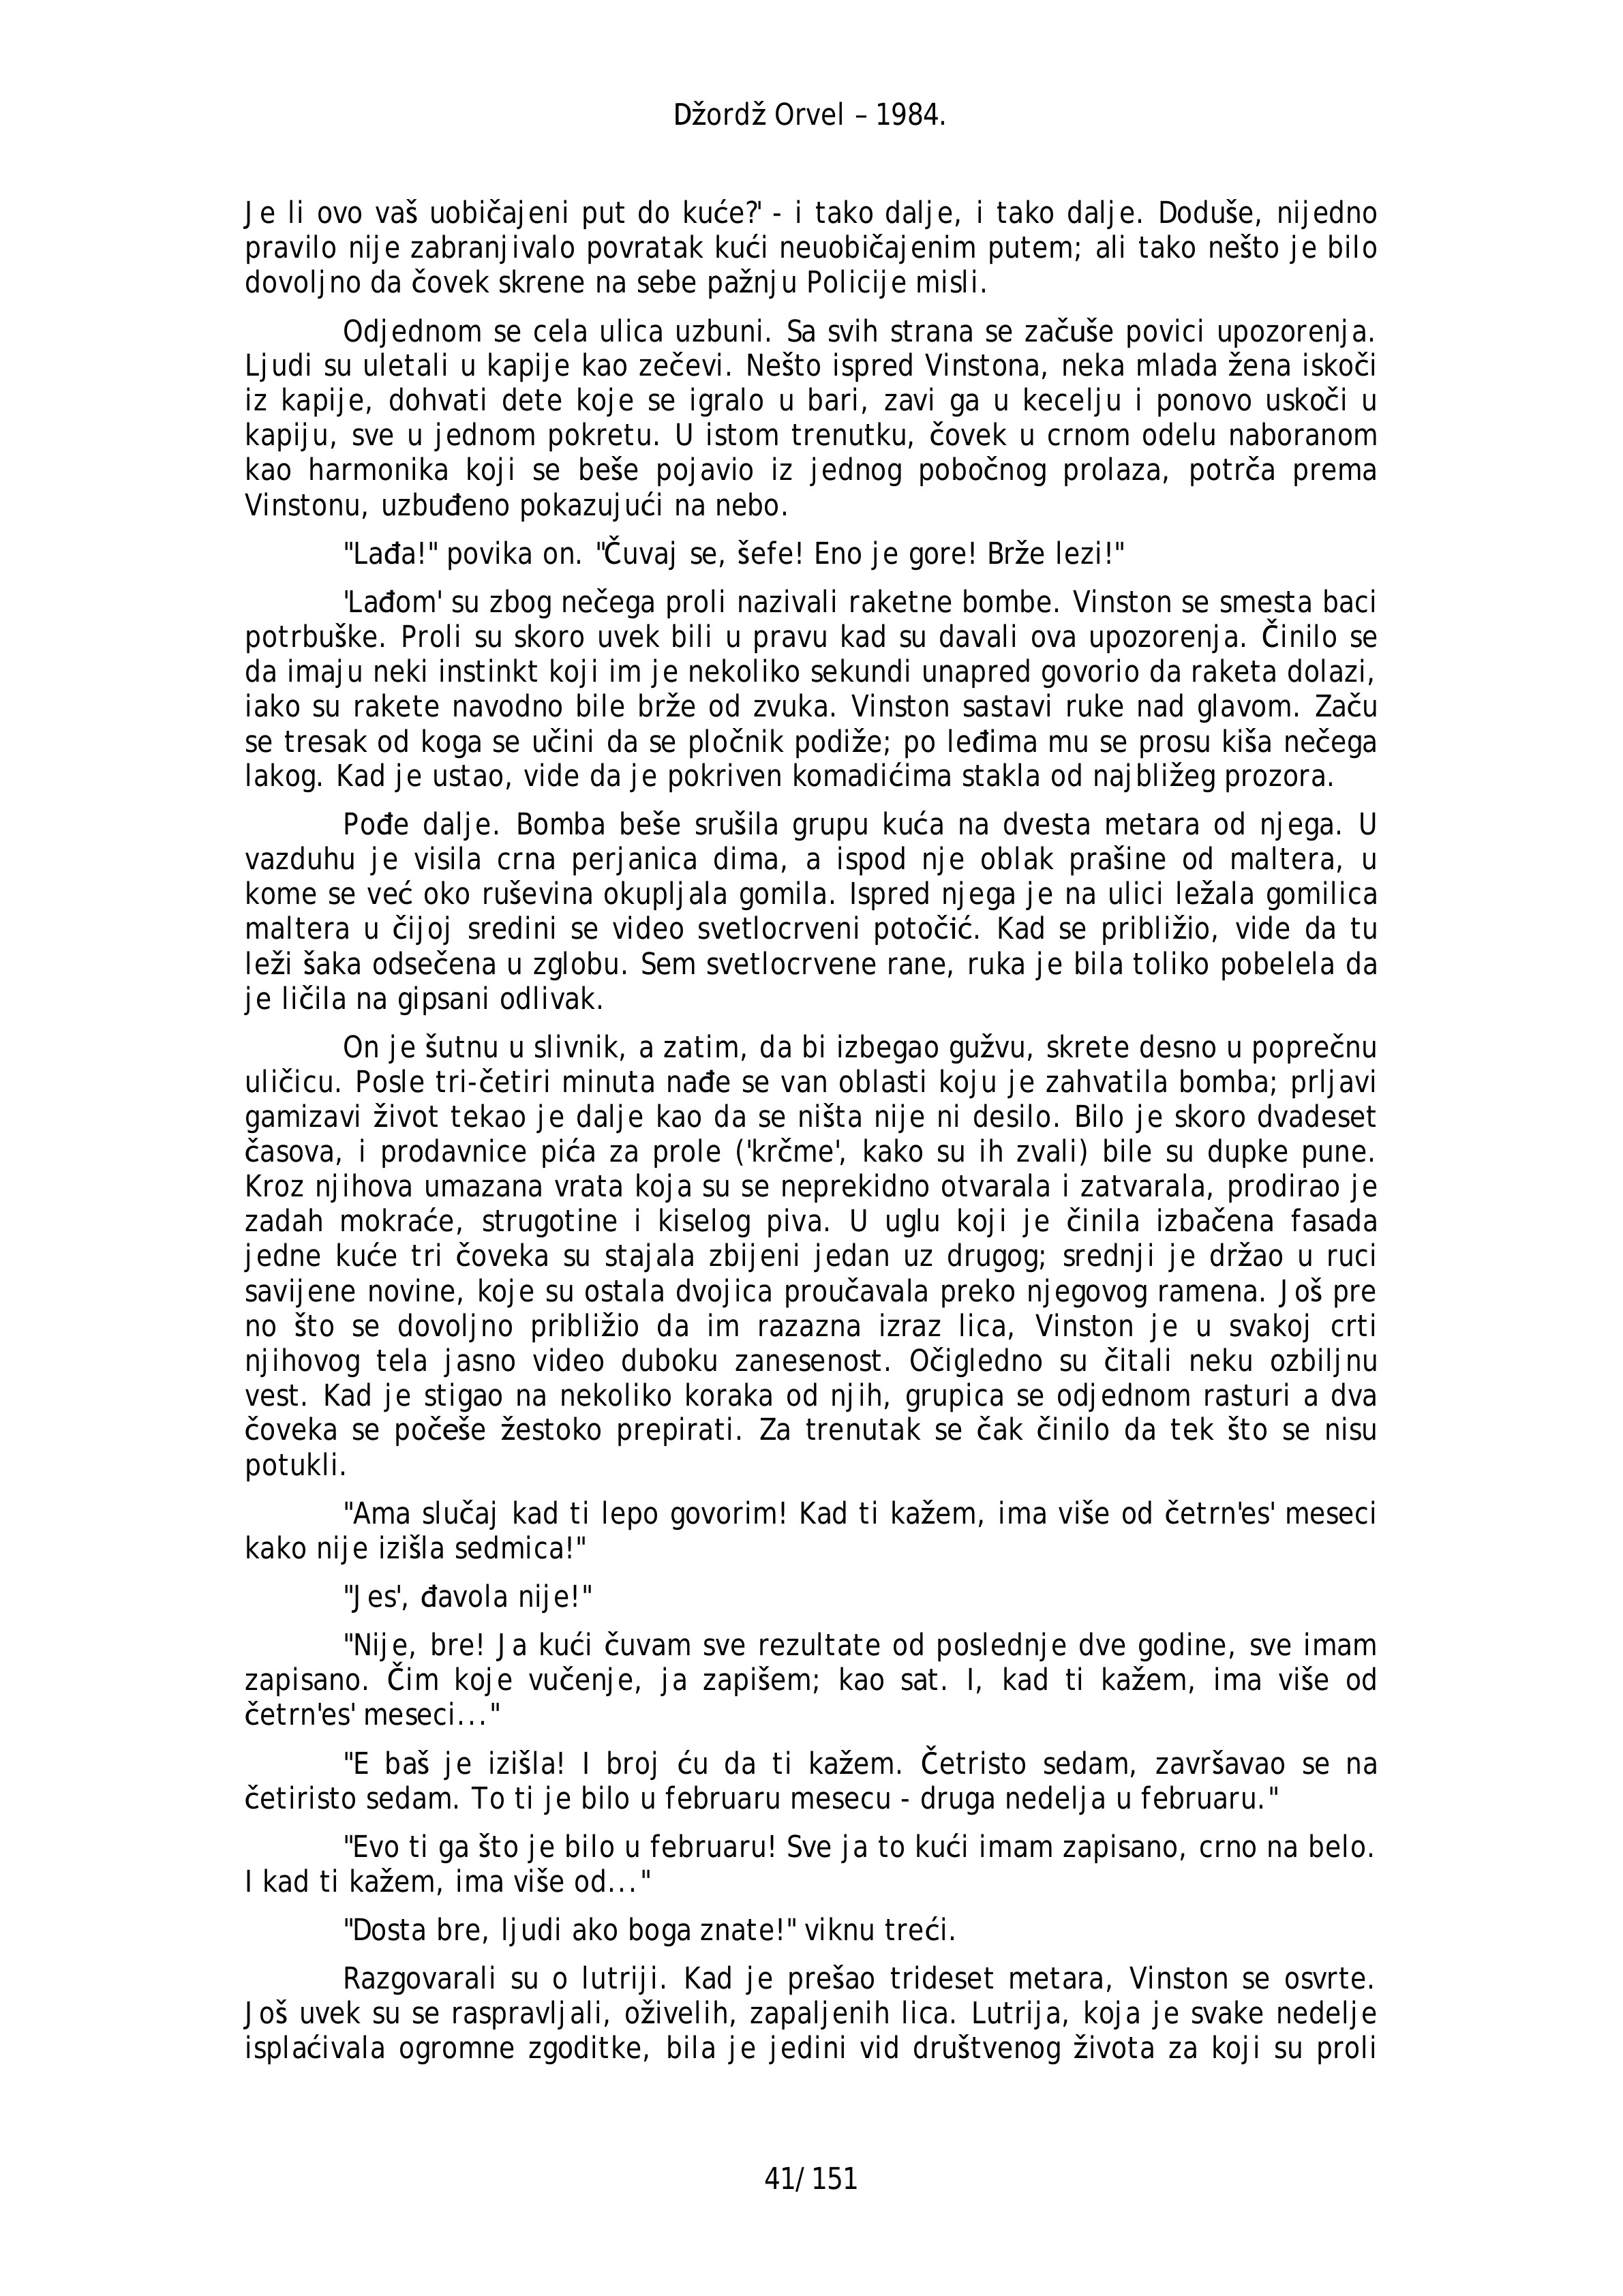 Džordž Orvel – 1984.
Je li ovo vaš uobičajeni put do kuće?' - i tako dalje, i tako dalje. Doduše, nijedno
pravilo nije zabranjivalo povratak kući neuobičajenim putem; ali tako nešto je bilo
dovoljno da čovek skrene na sebe pažnju Policije misli.
Odjednom se cela ulica uzbuni. Sa svih strana se začuše povici upozorenja.
Ljudi su uletali u kapije kao zečevi. Nešto ispred Vinstona, neka mlada žena iskoči
iz kapije, dohvati dete koje se igralo u bari, zavi ga u kecelju i ponovo uskoči u
kapiju, sve u jednom pokretu. U istom trenutku, čovek u crnom odelu naboranom
kao harmonika koji se beše pojavio iz jednog pobočnog prolaza, potrča prema
Vinstonu, uzbuđeno pokazujući na nebo.
"Lađa!" povika on. "Čuvaj se, šefe! Eno je gore! Brže lezi!"
'Lađom' su zbog nečega proli nazivali raketne bombe. Vinston se smesta baci
potrbuške. Proli su skoro uvek bili u pravu kad su davali ova upozorenja. Činilo se
da imaju neki instinkt koji im je nekoliko sekundi unapred govorio da raketa dolazi,
iako su rakete navodno bile brže od zvuka. Vinston sastavi ruke nad glavom. Začu
se tresak od koga se učini da se pločnik podiže; po leđima mu se prosu kiša nečega
lakog. Kad je ustao, vide da je pokriven komadićima stakla od najbližeg prozora.
Pođe dalje. Bomba beše srušila grupu kuća na dvesta metara od njega. U
vazduhu je visila crna perjanica dima, a ispod nje oblak prašine od maltera, u
kome se već oko ruševina okupljala gomila. Ispred njega je na ulici ležala gomilica
maltera u čijoj sredini se video svetlocrveni potočić. Kad se približio, vide da tu
leži šaka odsečena u zglobu. Sem svetlocrvene rane, ruka je bila toliko pobelela da
je ličila na gipsani odlivak.
On je šutnu u slivnik, a zatim, da bi izbegao gužvu, skrete desno u poprečnu
uličicu. Posle tri-četiri minuta nađe se van oblasti koju je zahvatila bomba; prljavi
gamizavi život tekao je dalje kao da se ništa nije ni desilo. Bilo je skoro dvadeset
časova, i prodavnice pića za prole ('krčme', kako su ih zvali) bile su dupke pune.
Kroz njihova umazana vrata koja su se neprekidno otvarala i zatvarala, prodirao je
zadah mokraće, strugotine i kiselog piva. U uglu koji je činila izbačena fasada
jedne kuće tri čoveka su stajala zbijeni jedan uz drugog; srednji je držao u ruci
savijene novine, koje su ostala dvojica proučavala preko njegovog ramena. Još pre
no što se dovoljno približio da im razazna izraz lica, Vinston je u svakoj crti
njihovog tela jasno video duboku zanesenost. Očigledno su čitali neku ozbiljnu
vest. Kad je stigao na nekoliko koraka od njih, grupica se odjednom rasturi a dva
čoveka se počeše žestoko prepirati. Za trenutak se čak činilo da tek što se nisu
potukli.
"Ama slučaj kad ti lepo govorim! Kad ti kažem, ima više od četrn'es' meseci
kako nije izišla sedmica!"
"Jes', đavola nije!"
"Nije, bre! Ja kući čuvam sve rezultate od poslednje dve godine, sve imam
zapisano. Čim koje vučenje, ja zapišem; kao sat. I, kad ti kažem, ima više od
četrn'es' meseci..."
"E baš je izišla! I broj ću da ti kažem. Četristo sedam, završavao se na
četiristo sedam. To ti je bilo u februaru mesecu - druga nedelja u februaru."
"Evo ti ga što je bilo u februaru! Sve ja to kući imam zapisano, crno na belo.
I kad ti kažem, ima više od..."
"Dosta bre, ljudi ako boga znate!" viknu treći.
Razgovarali su o lutriji. Kad je prešao trideset metara, Vinston se osvrte.
Još uvek su se raspravljali, oživelih, zapaljenih lica. Lutrija, koja je svake nedelje
isplaćivala ogromne zgoditke, bila je jedini vid društvenog života za koji su proli
41/151